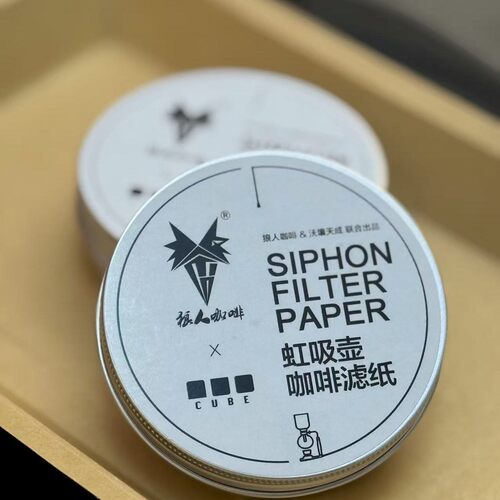 狼人咖啡 & 沃壤天成 联合出品
SIPHON
FILTER
PAPER
虹吸壶
咖啡滤纸
®
狼人咖啡
×
CUBE